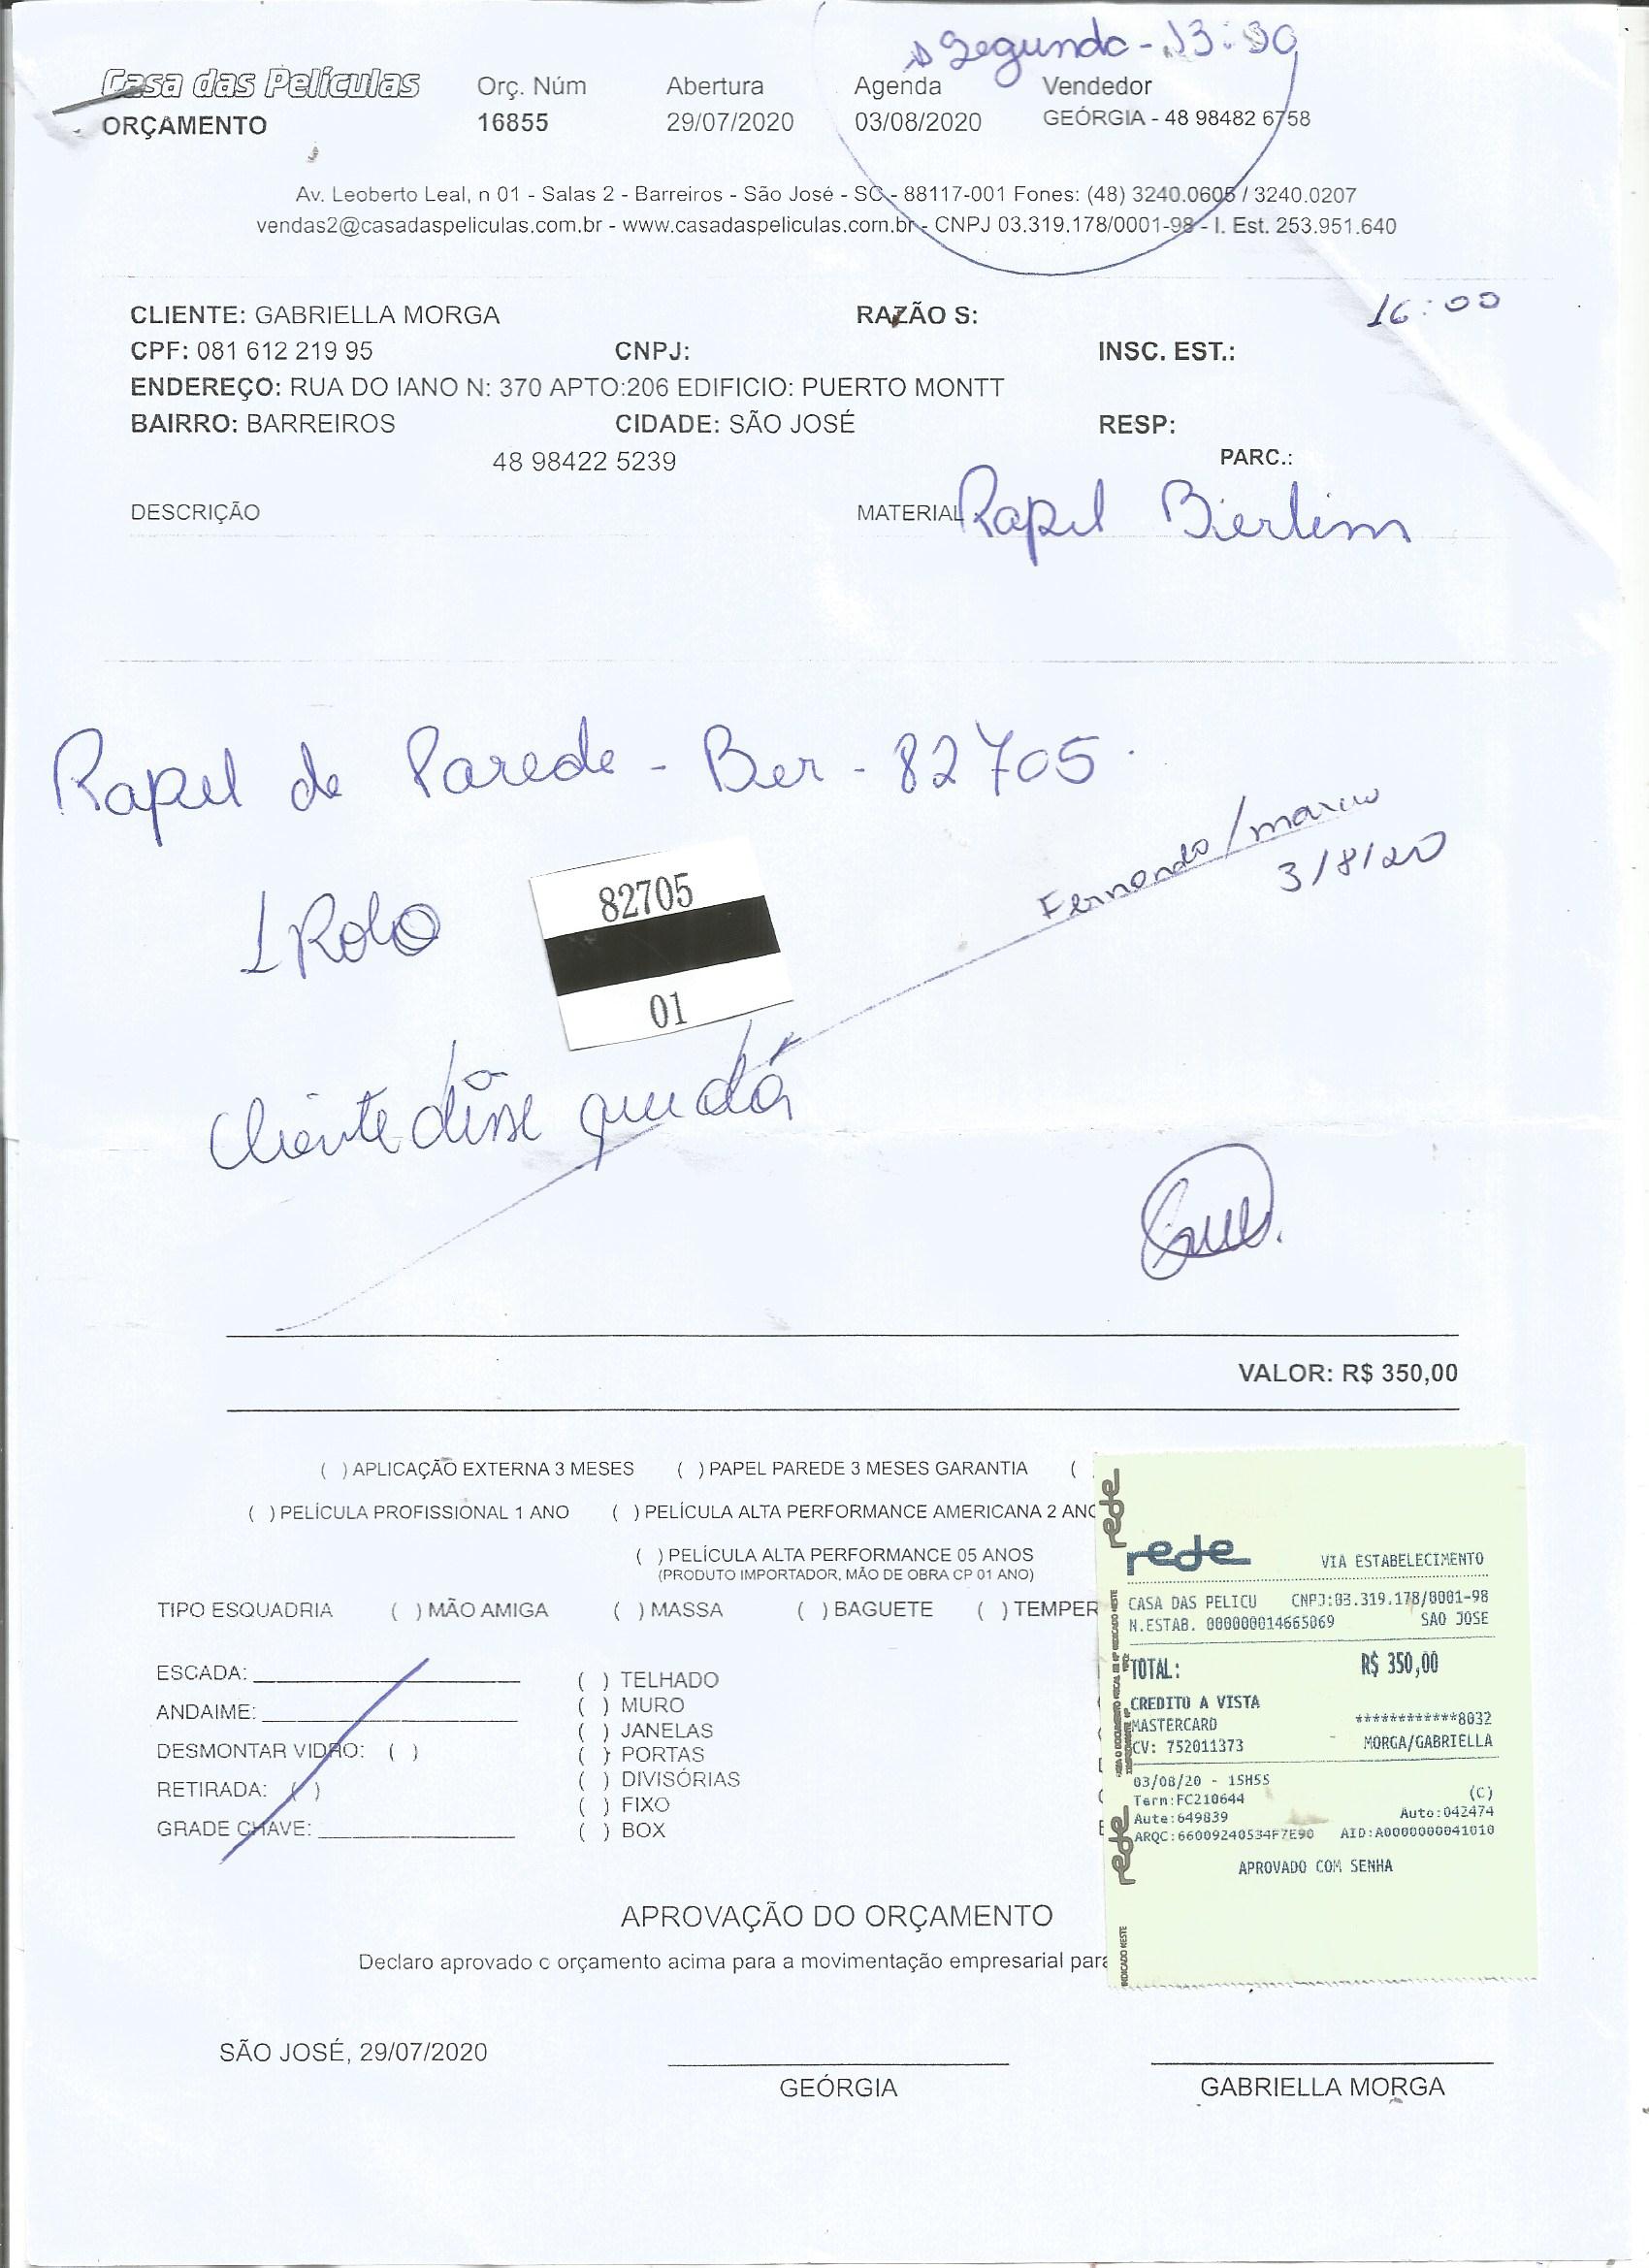 Segunda - 13:30
Casa das Películas
ORÇAMENTO
Orç. Núm
16855
Abertura
29/07/2020
Agenda
03/08/2020
Vendedor
GEÓRGIA - 48 98482 6758
Av. Leoberto Leal, n 01 - Salas 2 - Barreiros - São José - SC - 88117-001 Fones: (48) 3240.0605 / 3240.0207
vendas2@casadaspeliculas.com.br - www.casadaspeliculas.com.br - CNPJ 03.319.178/0001-98 - I. Est. 253.951.640
16:00
CLIENTE: GABRIELLA MORGA RAZÃO S:
CPF: 081 612 219 95 CNPJ: INSC. EST.:
ENDEREÇO: RUA DO IANO N: 370 APTO:206 EDIFICIO: PUERTO MONTT
BAIRRO: BARREIROS CIDADE: SÃO JOSÉ RESP:
48 98422 5239 PARC.:
DESCRIÇÃO MATERIAL Papel Bierlim
Papel de Parede - Ber - 82705
1 Rolo
82705
01
Fernando/marcio
3/8/20
Cliente disse que dá
VALOR: R$ 350,00
( ) APLICAÇÃO EXTERNA 3 MESES ( ) PAPEL PAREDE 3 MESES GARANTIA (
( ) PELÍCULA PROFISSIONAL 1 ANO ( ) PELÍCULA ALTA PERFORMANCE AMERICANA 2 ANO
( ) PELÍCULA ALTA PERFORMANCE 05 ANOS
(PRODUTO IMPORTADOR, MÃO DE OBRA CP 01 ANO)
TIPO ESQUADRIA ( ) MÃO AMIGA ( ) MASSA ( ) BAGUETE ( ) TEMPER
ESCADA:
ANDAIME:
DESMONTAR VIDRO: ( )
RETIRADA: ( )
GRADE CHAVE:
( ) TELHADO
( ) MURO
( ) JANELAS
( ) PORTAS
( ) DIVISÓRIAS
( ) FIXO
( ) BOX
rede
rede
rede VIA ESTABELECIMENTO
CASA DAS PELICU CNPJ:03.319.178/0001-98
N.ESTAB. 000000014665069 SAO JOSE
TOTAL: R$ 350,00
CREDITO A VISTA
MASTERCARD ************8032
CV: 752011373 MORGA/GABRIELLA
03/08/20 - 15H55
Term:FC210644 (C)
Aute:649839 Auto:042474
ARQC:66009240534F7E90 AID:A0000000041010
APROVADO COM SENHA
APROVAÇÃO DO ORÇAMENTO
Declaro aprovado o orçamento acima para a movimentação empresarial para
SÃO JOSÉ, 29/07/2020
GEÓRGIA
GABRIELLA MORGA